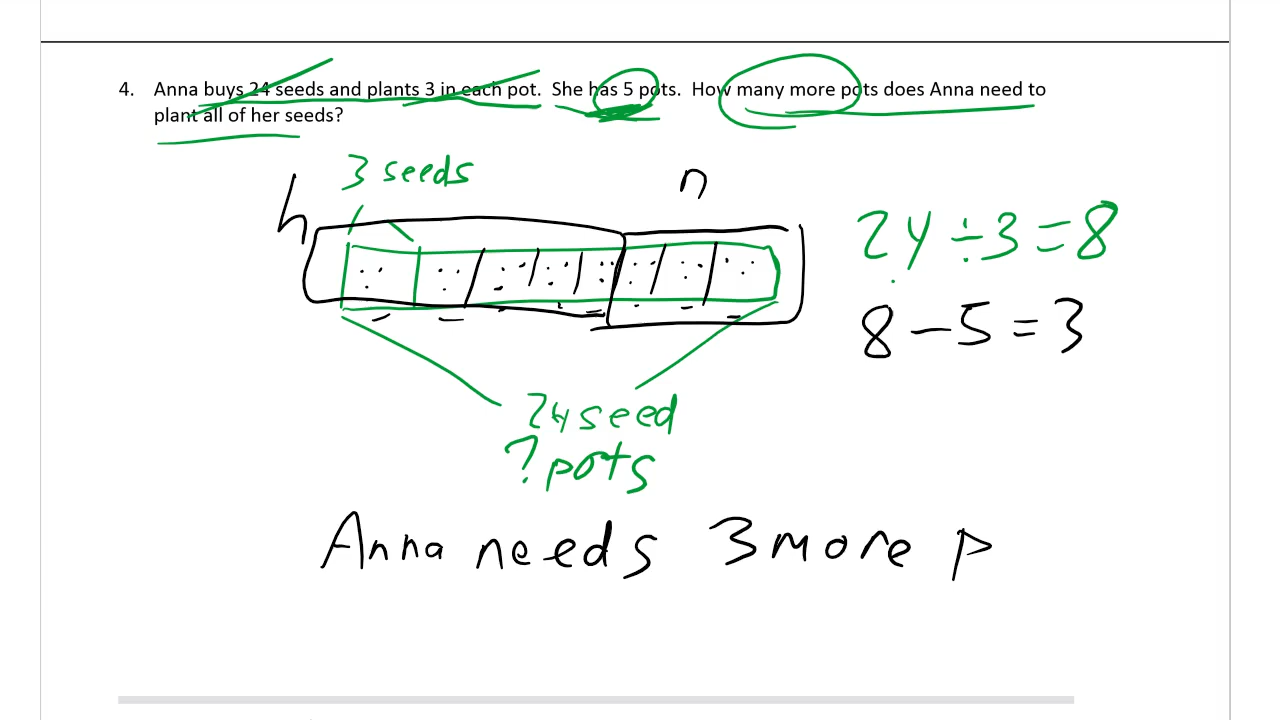 4. Anna buys 24 seeds and plants 3 in each pot. She has 5 pots. How many more pots does Anna need to
plant all of her seeds?
3 seeds
h
n
24 ÷ 3 = 8
8 - 5 = 3
24 seed
? pots
Anna needs 3 more p